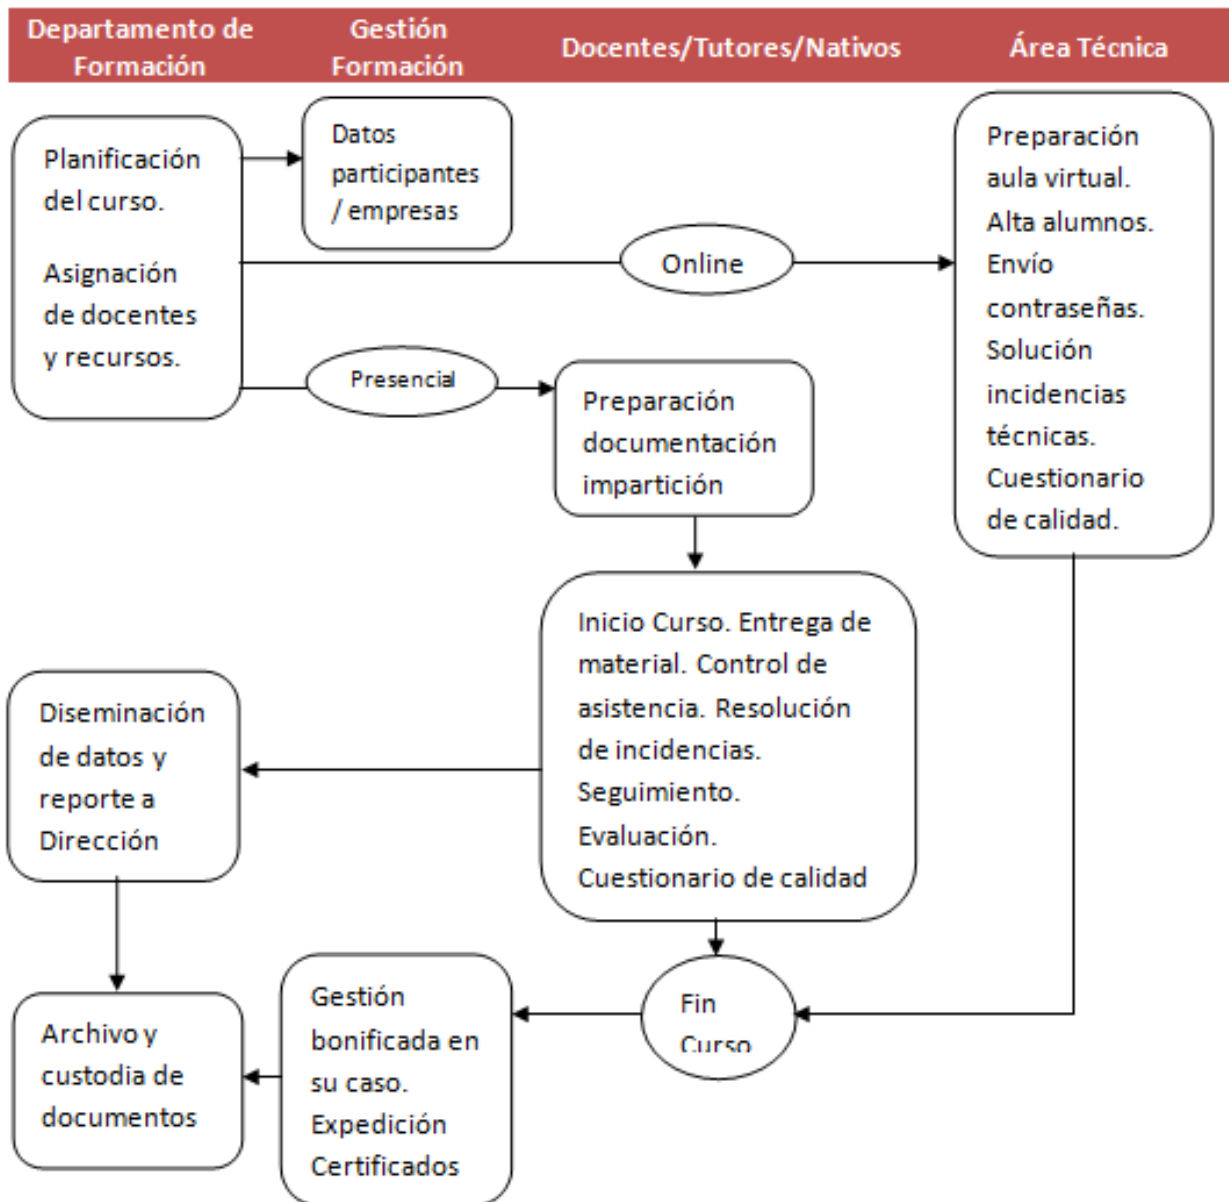 Departamento de
Formación
Gestión
Formación
Docentes/Tutores/Nativos
Área Técnica
Planificación
del curso.
Asignación
de docentes
y recursos.
Datos
participantes
/ empresas
Online
Presencial
Preparación
documentación
impartición
Preparación
aula virtual.
Alta alumnos.
Envío
contraseñas.
Solución
incidencias
técnicas.
Cuestionario
de calidad.
Inicio Curso. Entrega de
material. Control de
asistencia. Resolución
de incidencias.
Seguimiento.
Evaluación.
Cuestionario de calidad
Diseminación
de datos y
reporte a
Dirección
Fin
Curso
Gestión
bonificada en
su caso.
Expedición
Certificados
Archivo y
custodia de
documentos